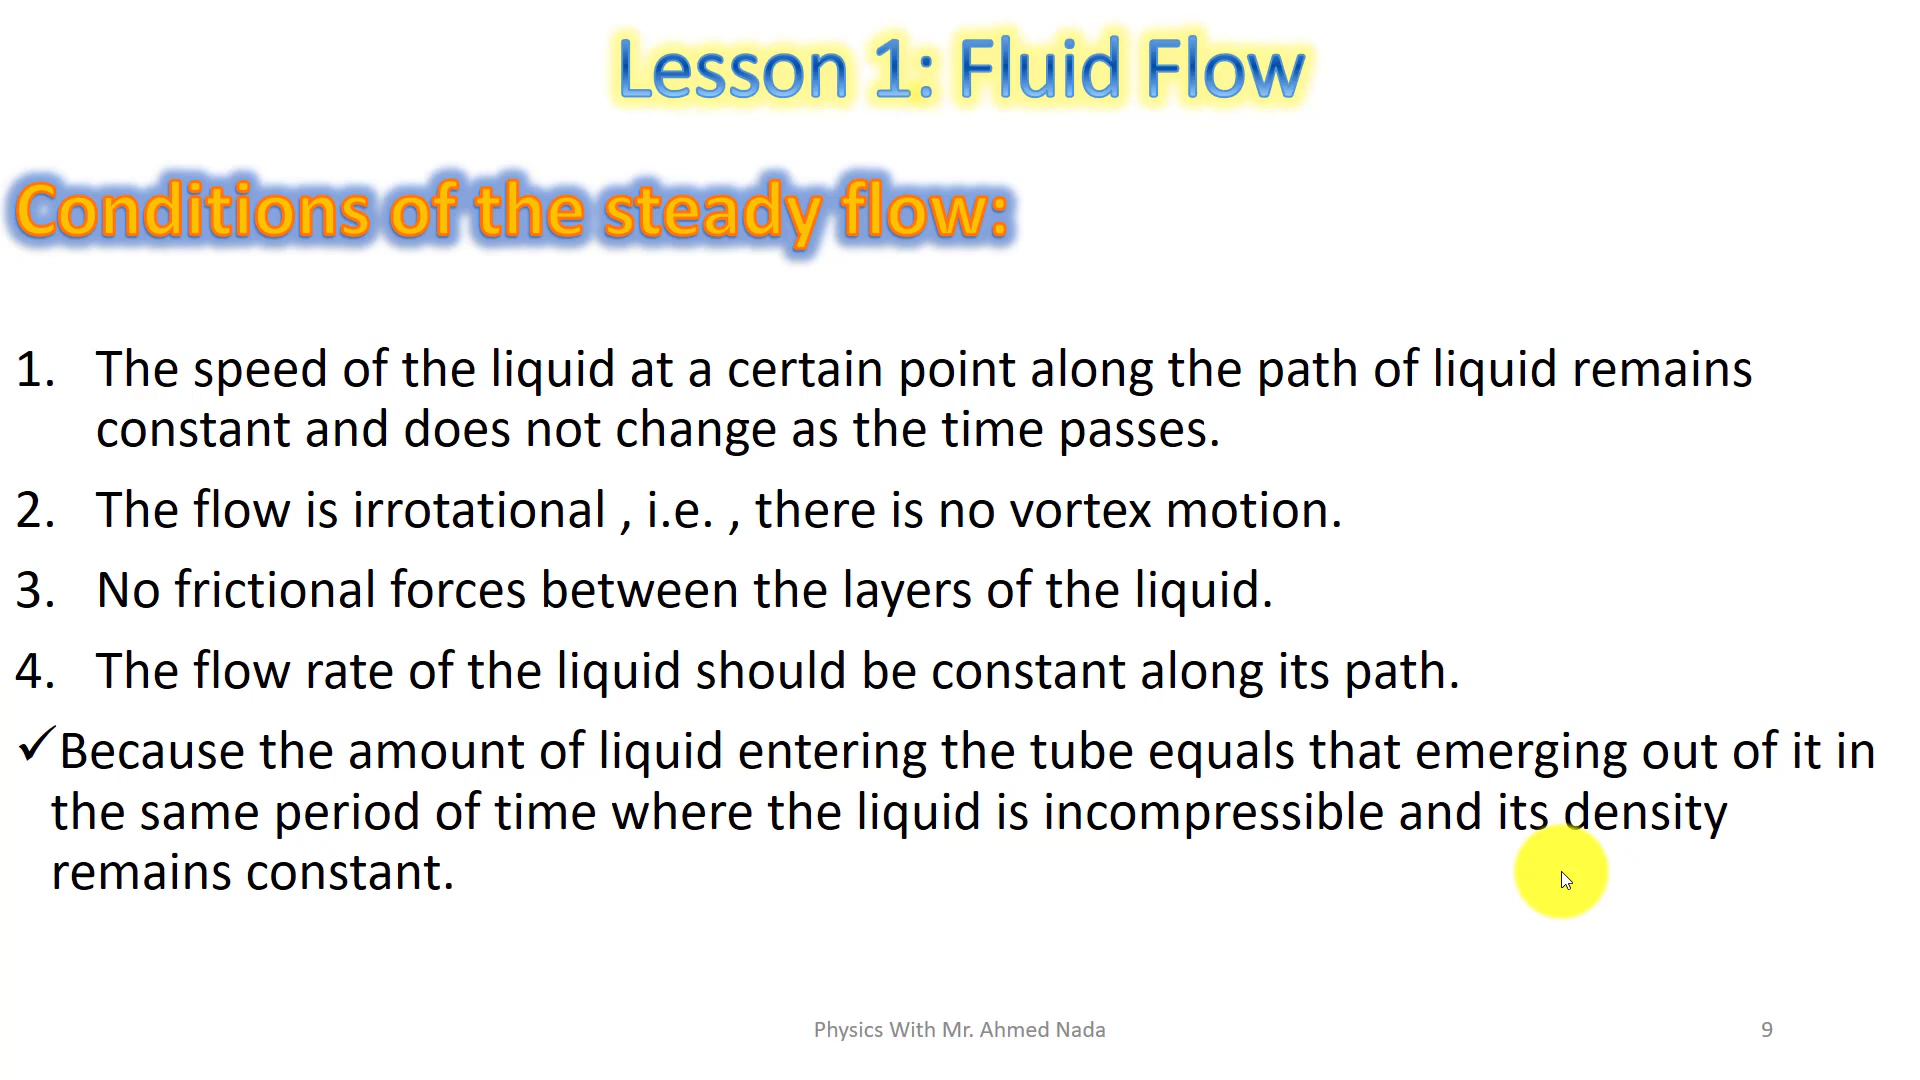 Lesson 1: Fluid Flow
Conditions of the steady flow:
1. The speed of the liquid at a certain point along the path of liquid remains
constant and does not change as the time passes.
2. The flow is irrotational , i.e. , there is no vortex motion.
3. No frictional forces between the layers of the liquid.
4. The flow rate of the liquid should be constant along its path.
✓Because the amount of liquid entering the tube equals that emerging out of it in
the same period of time where the liquid is incompressible and its density
remains constant.
Physics With Mr. Ahmed Nada
9